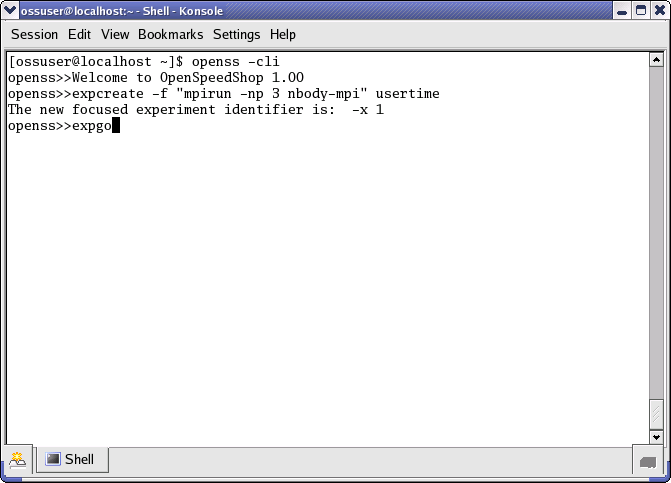 ossuser@localhost:~ - Shell - Konsole
Session Edit View Bookmarks Settings Help
[ossuser@localhost ~]$ openss -cli
openss>>Welcome to OpenSpeedShop 1.00
openss>>expcreate -f "mpirun -np 3 nbody-mpi" usertime
The new focused experiment identifier is:  -x 1
openss>>expgo
Shell